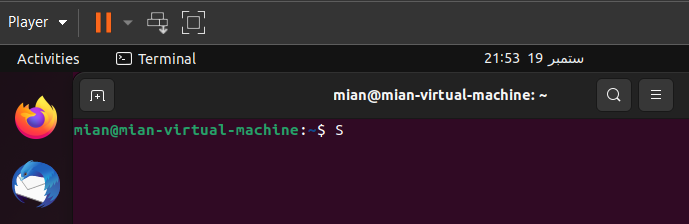 Player
Activities
Terminal
21:53 19 ستمبر
mian@mian-virtual-machine: ~
mian@mian-virtual-machine:~$ S